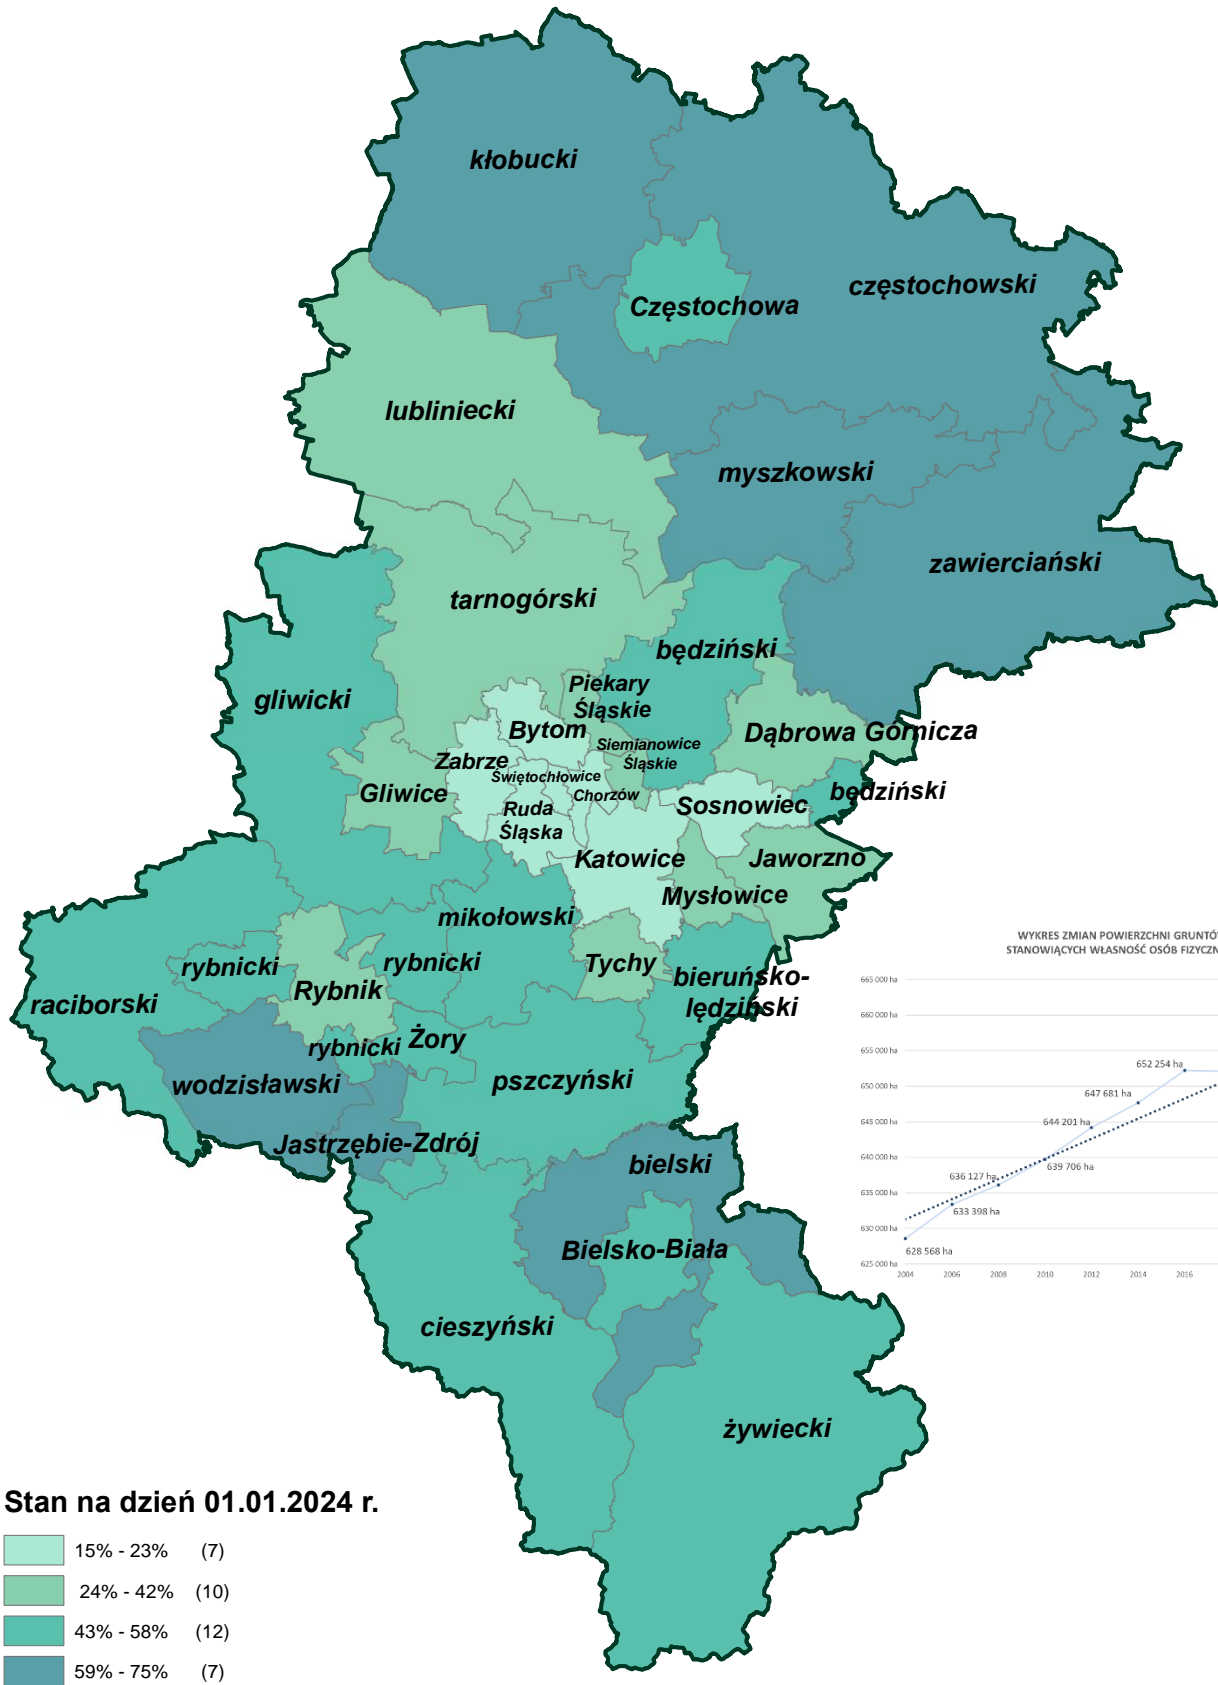 kłobucki
częstochowski
Częstochowa
lubliniecki
myszkowski
zawierciański
tarnogórski
będziński
gliwicki
Piekary
Śląskie
Bytom
Dąbrowa Górnicza
Siemianowice
Śląskie
Zabrze
Świętochłowice
Gliwice
Chorzów
będziński
Sosnowiec
Ruda
Śląska
Katowice
Jaworzno
Mysłowice
mikołowski
rybnicki
rybnicki
Tychy
bieruńsko-
lędziński
Rybnik
raciborski
rybnicki
Żory
wodzisławski
pszczyński
Jastrzębie-Zdrój
bielski
Bielsko-Biała
cieszyński
żywiecki
WYKRES ZMIAN POWIERZCHNI GRUNTÓ
STANOWIĄCYCH WŁASNOŚĆ OSÓB FIZYCZN
665 000 ha
660 000 ha
655 000 ha
650 000 ha
645 000 ha
640 000 ha
635 000 ha
630 000 ha
625 000 ha
628 568 ha
633 398 ha
636 127 ha
639 706 ha
644 201 ha
647 681 ha
652 254 ha
2004 2006 2008 2010 2012 2014 2016
Stan na dzień 01.01.2024 r.
15% - 23% (7)
24% - 42% (10)
43% - 58% (12)
59% - 75% (7)